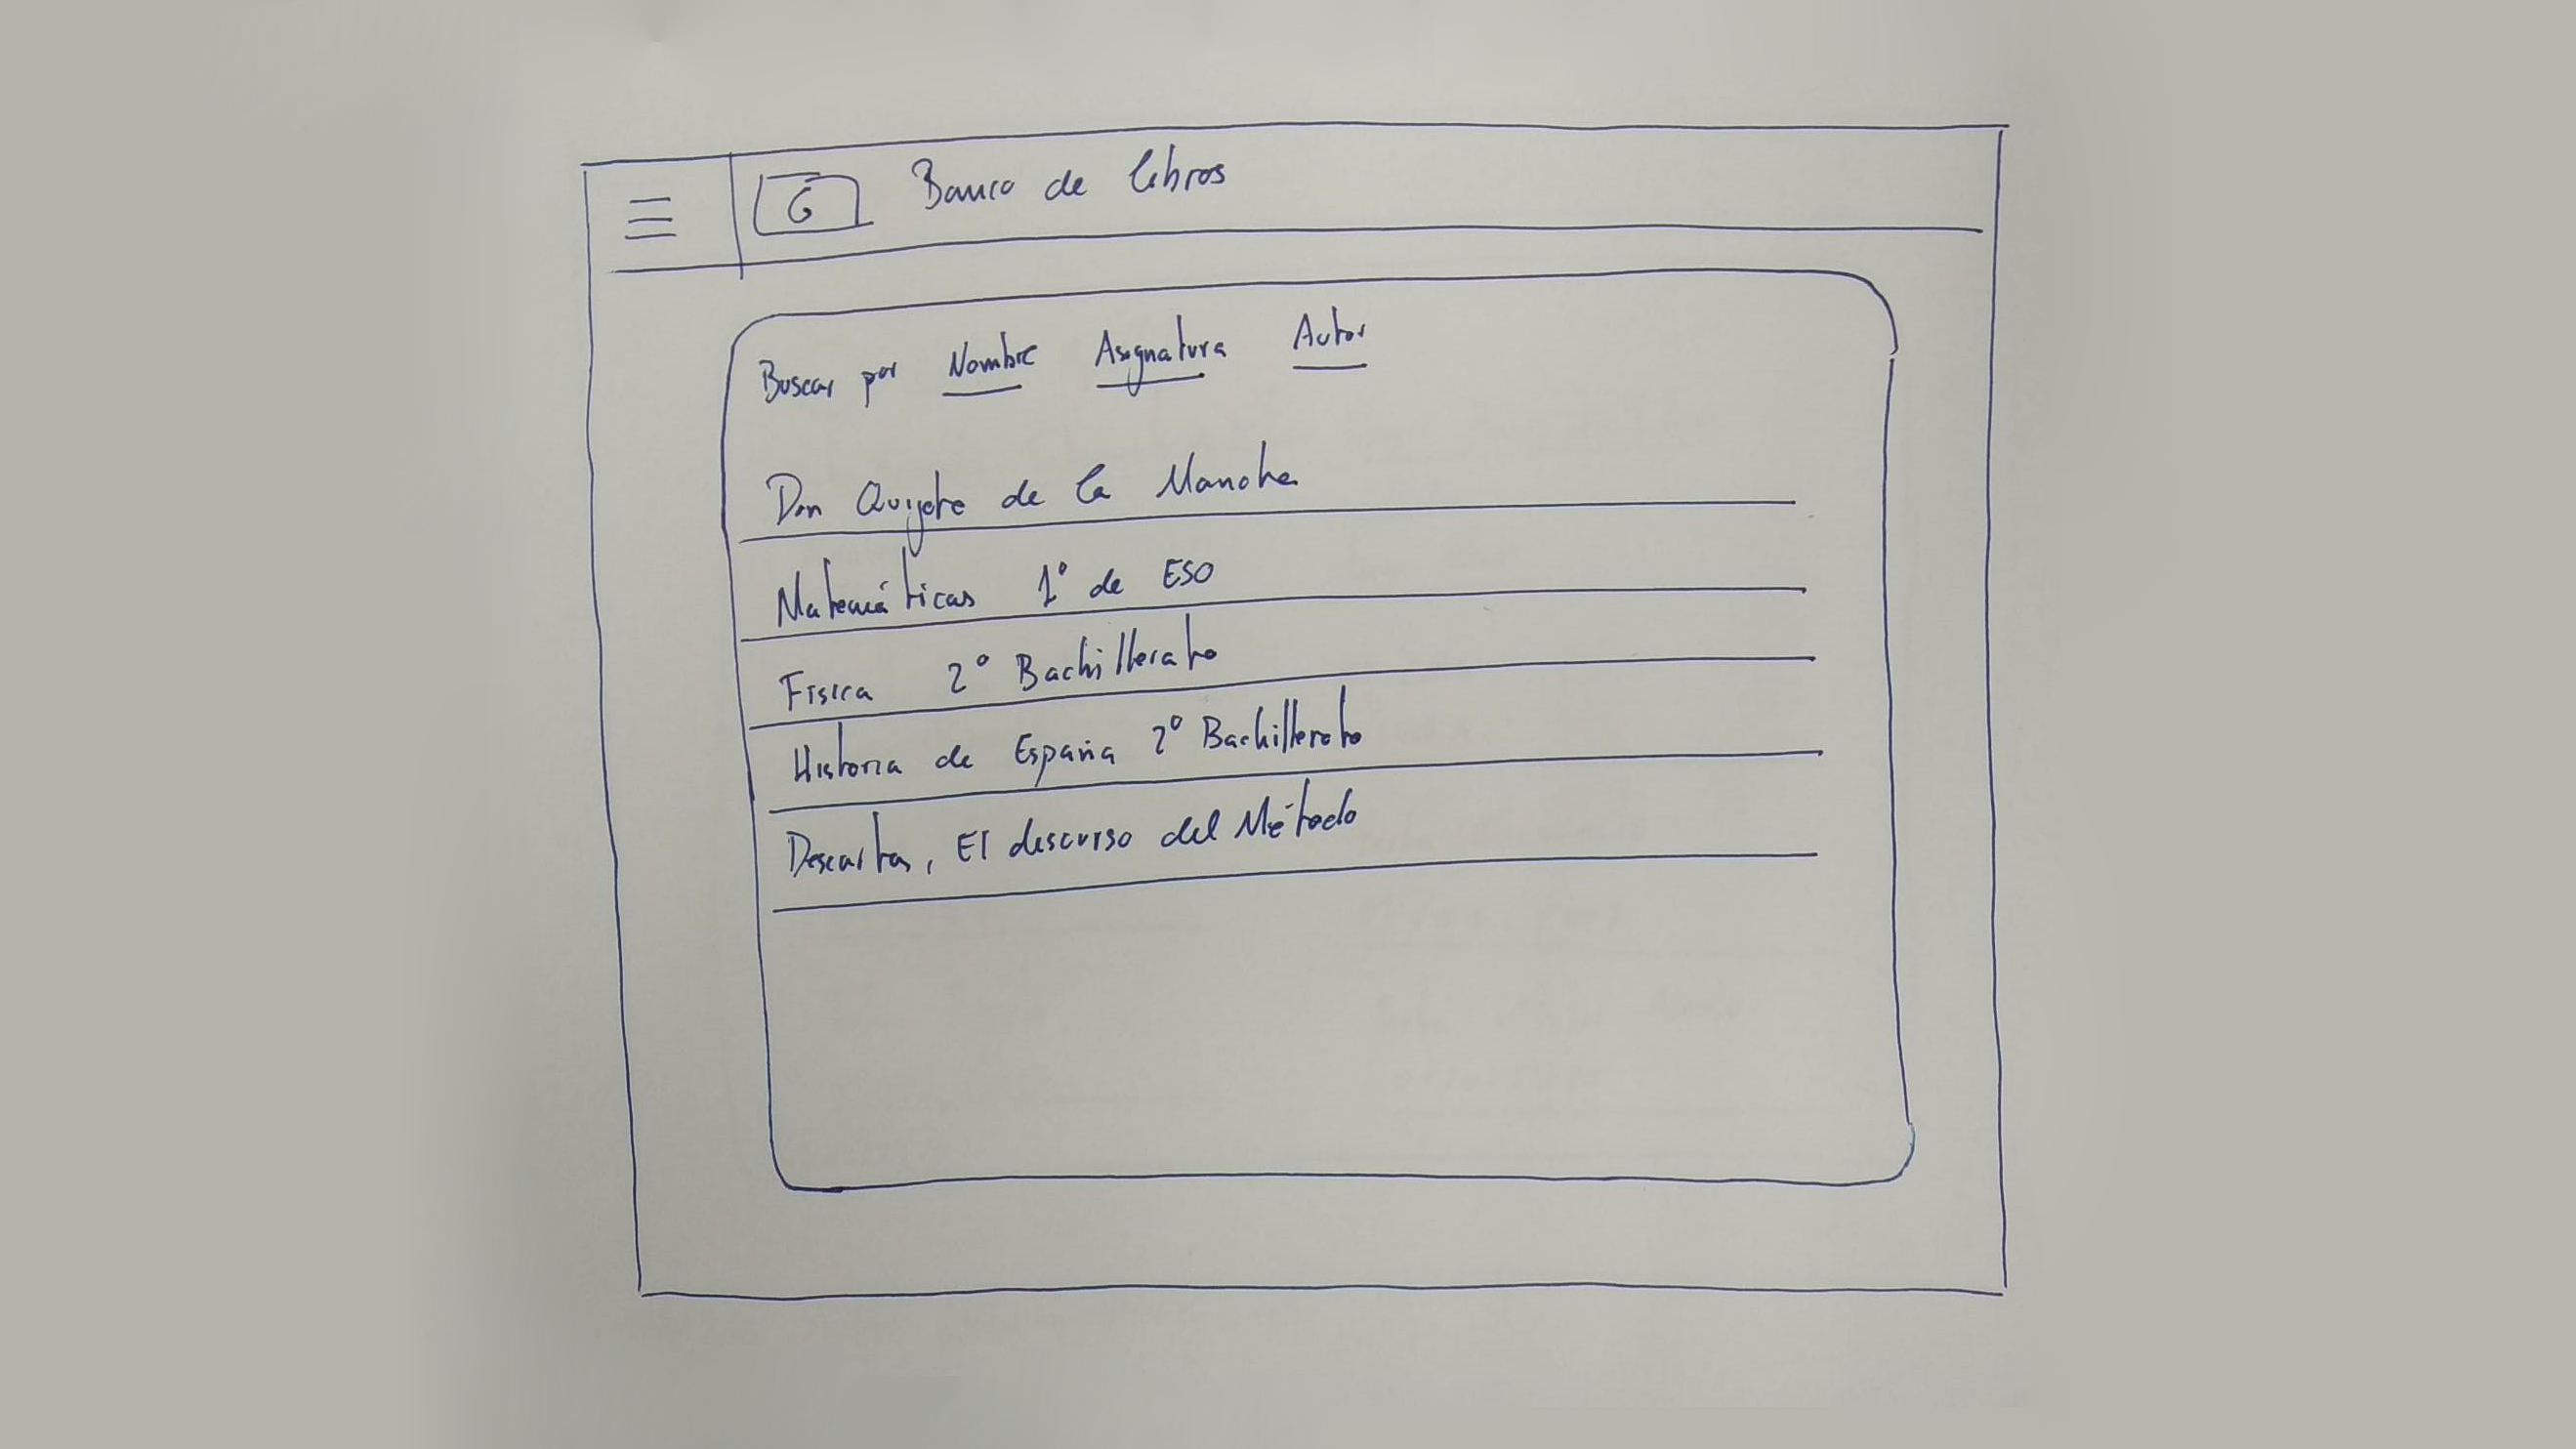 G Banco de libros
Buscar por Nombre Asignatura Autor
Don Quijote de la Mancha
Matemáticas 1º de ESO
Física 2º Bachillerato
Historia de España 2º Bachillerato
Descartes, El discurso del Método